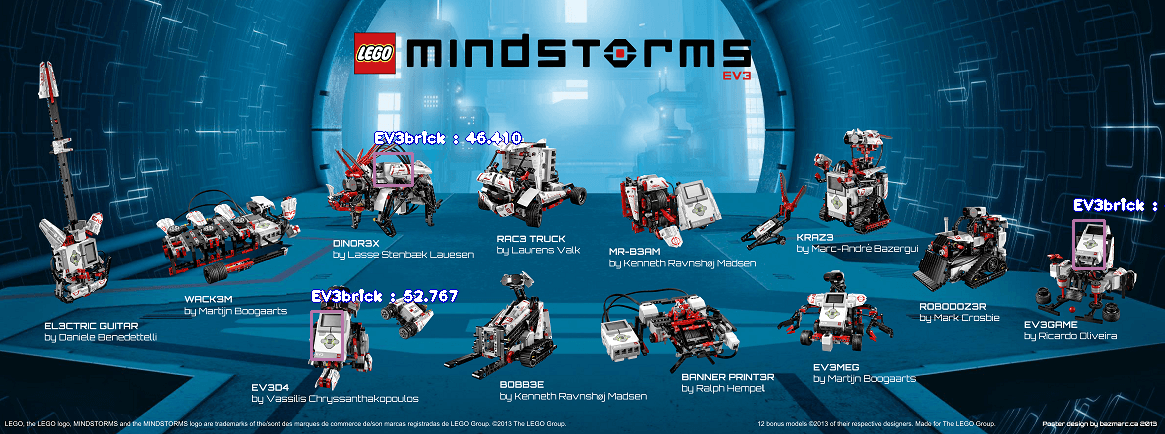 LEGO mINDSTORMS
EV3
EV3brick : 46.410
EV3brick :
DINOR3X
by Lasse Stenbæk Lauesen
RAC3 TRUCK
by Laurens Valk
MR-B3AM
by Kenneth Ravnshøj Madsen
KRAZ3
by Marc-André Bazergui
WACK3M
by Martijn Boogaarts
EV3brick : 52.767
ROBODOZ3R
by Mark Crosbie
EL3CTRIC GUITAR
by Daniele Benedettelli
EV3GAME
by Ricardo Oliveira
EV3D4
by Vassilis Chryssanthakopoulos
BOBB3E
by Kenneth Ravnshøj Madsen
BANNER PRINT3R
by Ralph Hempel
EV3MEG
by Martijn Boogaarts
LEGO, the LEGO logo, MINDSTORMS and the MINDSTORMS logo are trademarks of the/sont des marques de commerce de/son marcas registradas de LEGO Group. ©2013 The LEGO Group.
12 bonus models ©2013 of their respective designers. Made for The LEGO Group.
Poster design by bazmarc.ca 2013